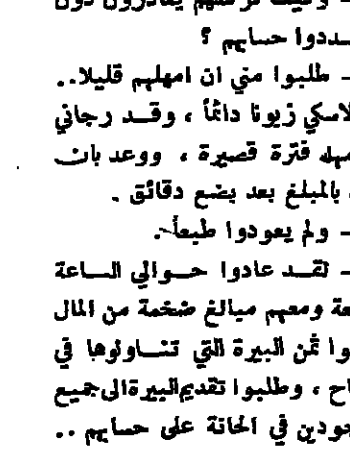 - وكيف تركتهم يغادرون دون
ـددوا حسابهم ؟
- طلبوا مني ان امهلهم قليلا..
لاسكي زبونا دائماً ، وقد رجاني
مهله فترة قصيرة ، ووعد بان
بالمبلغ بعد بضع دقائق .
- ولم يعودوا طبعاً.
- لقد عادوا حوالي الساعة
عة ومعهم مبالغ ضخمة من المال
وا ثمن البيرة التي تناولوها في
اح ، وطلبوا تقديم البيرة الى جميع
جودين في الحانة على حسابهم ..